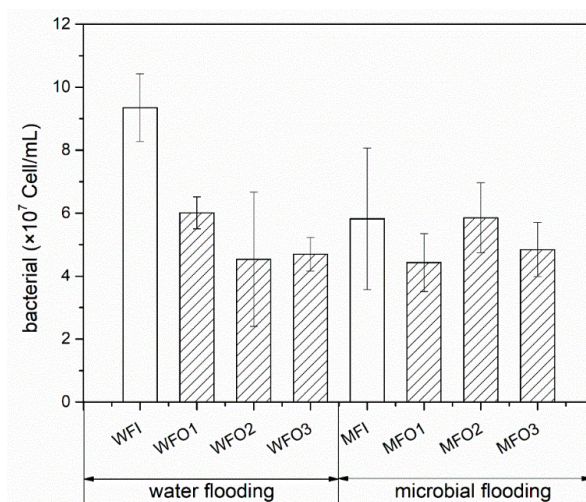 bacterial (×10⁷ Cell/mL)
12
10
8
6
4
2
0
WFI
WFO1
WFO2
WFO3
MFI
MFO1
MFO2
MFO3
water flooding
microbial flooding